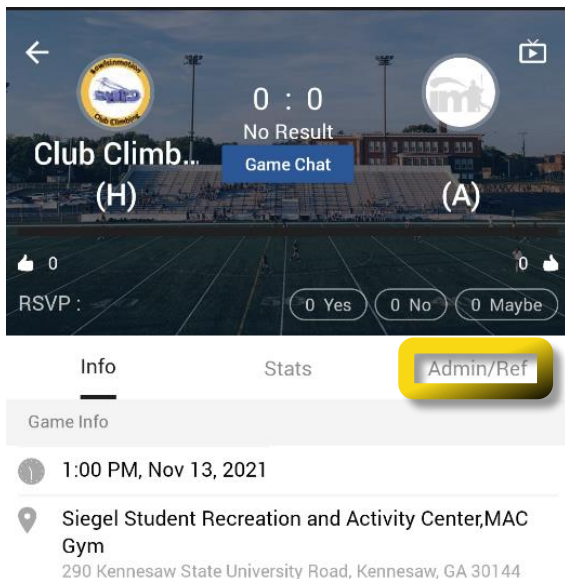 0 : 0
No Result
Club Climb...
Game Chat
(H)
(A)
0
0
RSVP :
0 Yes
0 No
0 Maybe
Info
Stats
Admin/Ref
Game Info
1:00 PM, Nov 13, 2021
Siegel Student Recreation and Activity Center,MAC
Gym
290 Kennesaw State University Road, Kennesaw, GA 30144